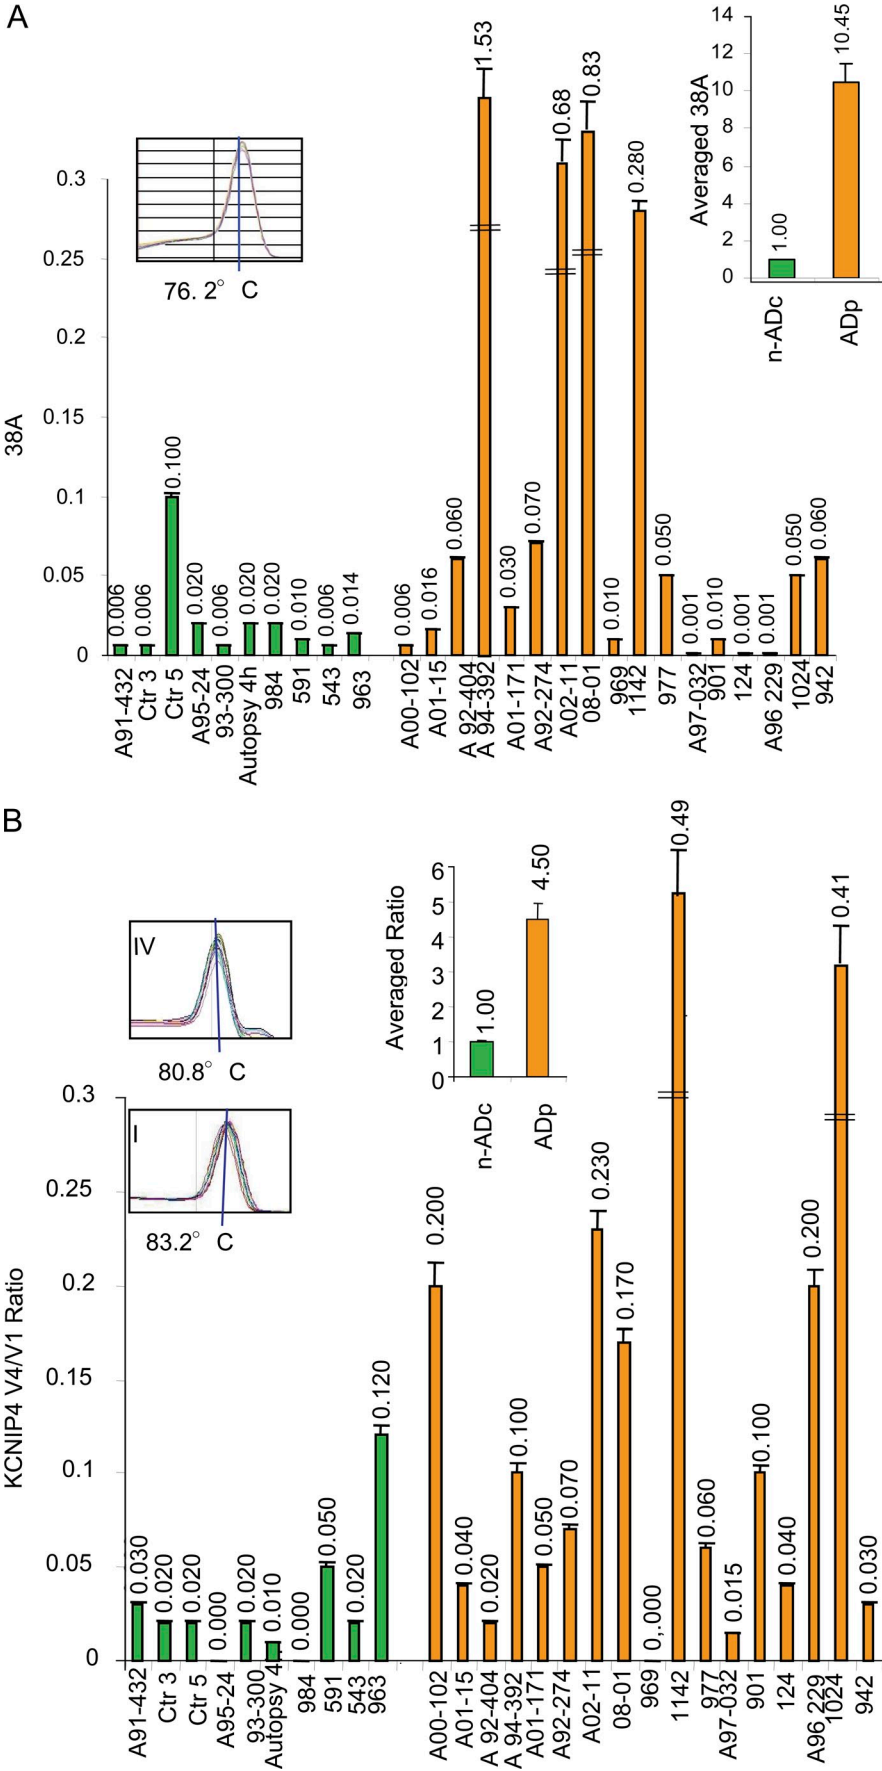 A
38A
0.3
0.25
0.2
0.15
0.1
0.05
0
76. 2° C
0.006
0.006
0.100
0.020
0.006
0.020
0.020
0.010
0.006
0.014
0.006
0.016
0.060
1.53
0.030
0.070
0.68
0.83
0.010
0.280
0.050
0.001
0.010
0.001
0.001
0.050
0.060
A91-432
Ctr 3
Ctr 5
A95-24
93-300
Autopsy 4h
984
591
543
963
A00-102
A01-15
A 92-404
A 94-392
A01-171
A92-274
A02-11
08-01
969
1142
977
A97-032
901
124
A96 229
1024
942
Averaged 38A
14
12
10
8
6
4
2
0
1.00
10.45
n-ADc
ADp
B
KCNIP4 V4/V1 Ratio
0.3
0.25
0.2
0.15
0.1
0.05
0
IV
80.8° C
I
83.2° C
Averaged Ratio
6
5
4
3
2
1
0
1.00
4.50
n-ADc
ADp
0.030
0.020
0.020
0.000
0.020
0.010
0.000
0.050
0.020
0.120
0.200
0.040
0.020
0.100
0.050
0.070
0.230
0.170
0,.000
0.49
0.060
0.015
0.100
0.040
0.200
0.41
0.030
A91-432
Ctr 3
Ctr 5
A95-24
93-300
Autopsy 4
984
591
543
963
A00-102
A01-15
A 92-404
A 94-392
A01-171
A92-274
A02-11
08-01
969
1142
977
A97-032
901
124
A96 229
1024
942